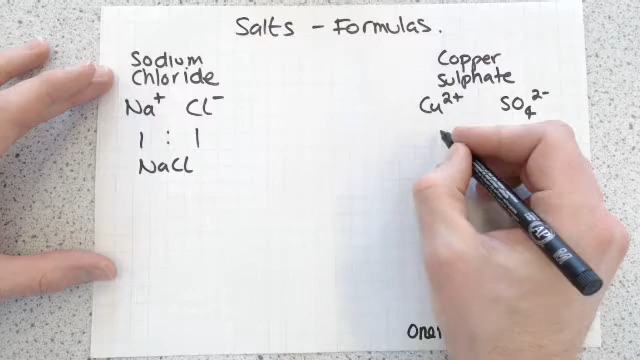 Salts - Formulas.
Sodium
Chloride
Na⁺ Cl⁻
1 : 1
NaCl
Copper
Sulphate
Cu²⁺ SO₄²⁻